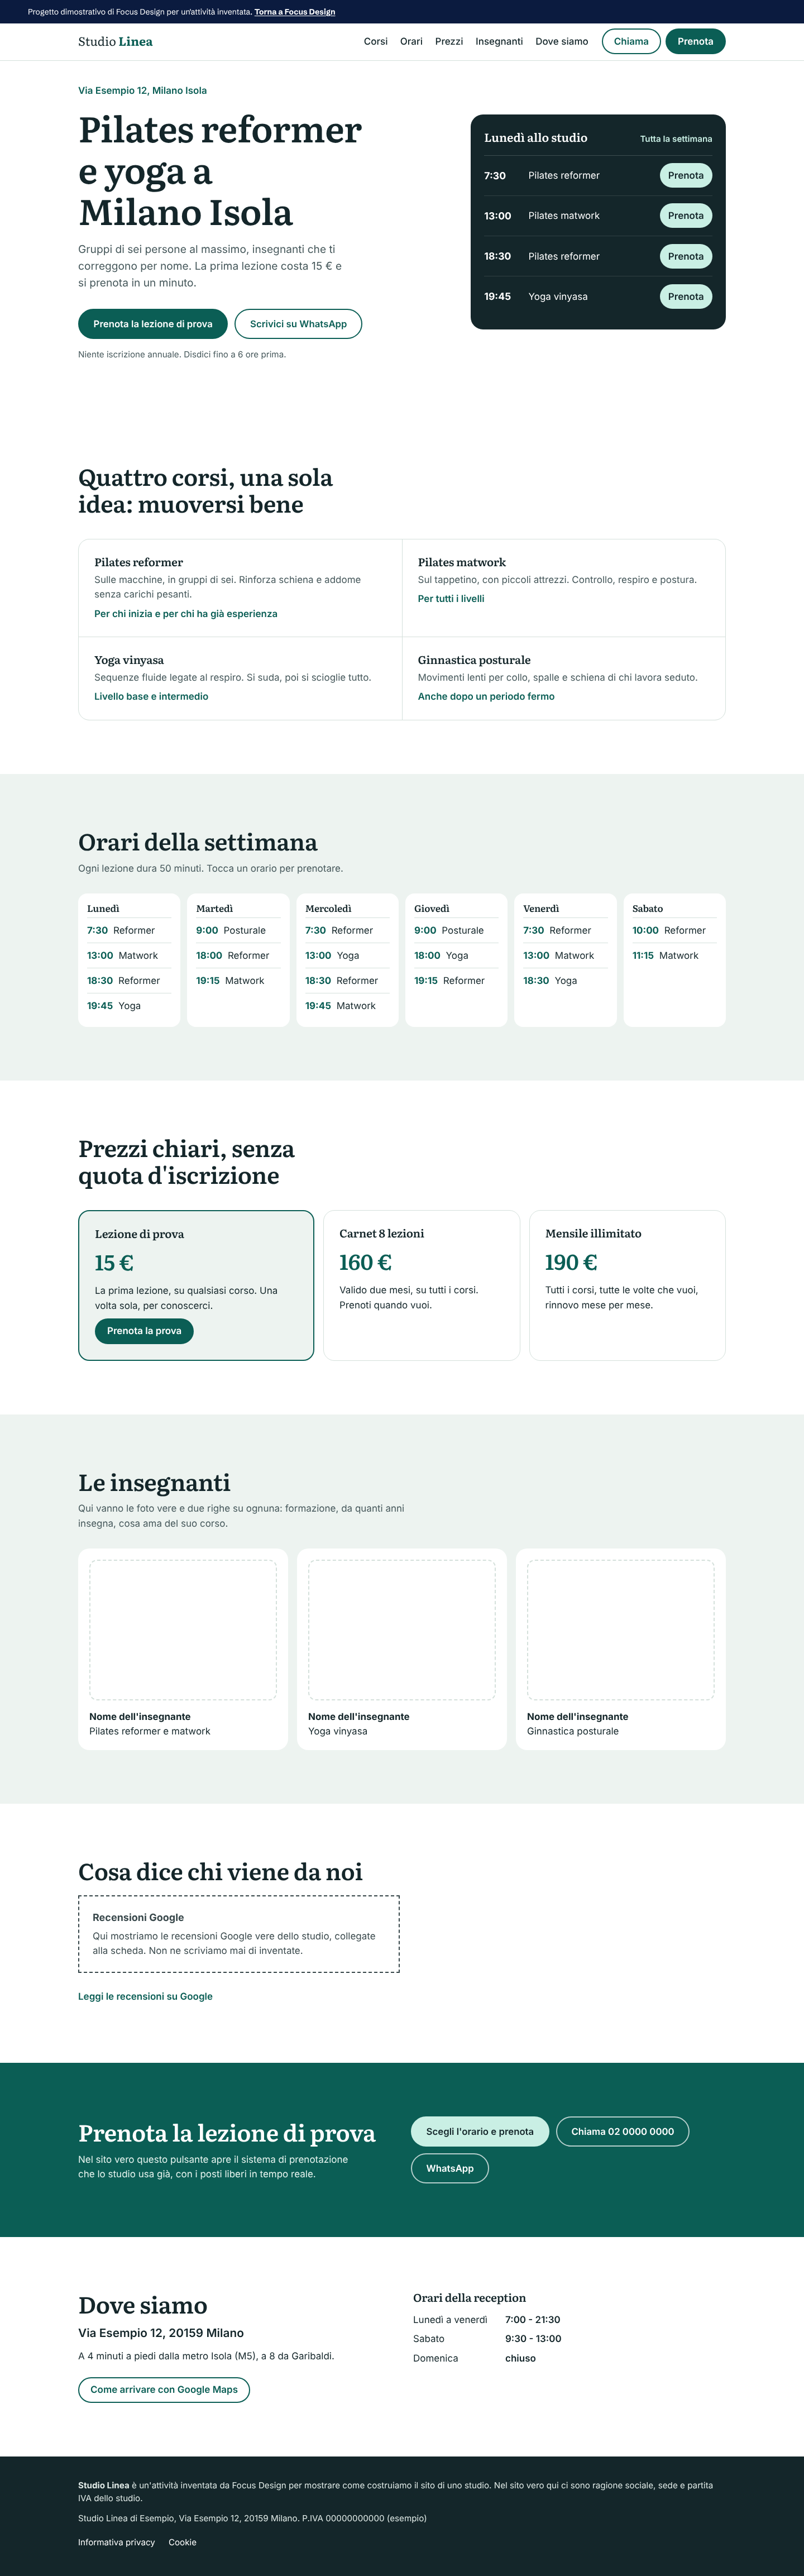 Progetto dimostrativo di Focus Design per un'attività inventata. Torna a Focus Design
Studio Linea
Corsi Orari Prezzi Insegnanti Dove siamo Chiama Prenota
Via Esempio 12, Milano Isola
Pilates reformer
e yoga a
Milano Isola
Gruppi di sei persone al massimo, insegnanti che ti
correggono per nome. La prima lezione costa 15 € e
si prenota in un minuto.
Prenota la lezione di prova Scrivici su WhatsApp
Niente iscrizione annuale. Disdici fino a 6 ore prima.
Lunedì allo studio Tutta la settimana
7:30 Pilates reformer Prenota
13:00 Pilates matwork Prenota
18:30 Pilates reformer Prenota
19:45 Yoga vinyasa Prenota
Quattro corsi, una sola
idea: muoversi bene
Pilates reformer
Sulle macchine, in gruppi di sei. Rinforza schiena e addome
senza carichi pesanti.
Per chi inizia e per chi ha già esperienza
Pilates matwork
Sul tappetino, con piccoli attrezzi. Controllo, respiro e postura.
Per tutti i livelli
Yoga vinyasa
Sequenze fluide legate al respiro. Si suda, poi si scioglie tutto.
Livello base e intermedio
Ginnastica posturale
Movimenti lenti per collo, spalle e schiena di chi lavora seduto.
Anche dopo un periodo fermo
Orari della settimana
Ogni lezione dura 50 minuti. Tocca un orario per prenotare.
Lunedì
7:30 Reformer
13:00 Matwork
18:30 Reformer
19:45 Yoga
Martedì
9:00 Posturale
18:00 Reformer
19:15 Matwork
Mercoledì
7:30 Reformer
13:00 Yoga
18:30 Reformer
19:45 Matwork
Giovedì
9:00 Posturale
18:00 Yoga
19:15 Reformer
Venerdì
7:30 Reformer
13:00 Matwork
18:30 Yoga
Sabato
10:00 Reformer
11:15 Matwork
Prezzi chiari, senza
quota d'iscrizione
Lezione di prova
15 €
La prima lezione, su qualsiasi corso. Una
volta sola, per conoscerci.
Prenota la prova
Carnet 8 lezioni
160 €
Valido due mesi, su tutti i corsi.
Prenoti quando vuoi.
Mensile illimitato
190 €
Tutti i corsi, tutte le volte che vuoi,
rinnovo mese per mese.
Le insegnanti
Qui vanno le foto vere e due righe su ognuna: formazione, da quanti anni
insegna, cosa ama del suo corso.
Nome dell'insegnante
Pilates reformer e matwork
Nome dell'insegnante
Yoga vinyasa
Nome dell'insegnante
Ginnastica posturale
Cosa dice chi viene da noi
Recensioni Google
Qui mostriamo le recensioni Google vere dello studio, collegate
alla scheda. Non ne scriviamo mai di inventate.
Leggi le recensioni su Google
Prenota la lezione di prova
Nel sito vero questo pulsante apre il sistema di prenotazione
che lo studio usa già, con i posti liberi in tempo reale.
Scegli l'orario e prenota Chiama 02 0000 0000
WhatsApp
Dove siamo
Via Esempio 12, 20159 Milano
A 4 minuti a piedi dalla metro Isola (M5), a 8 da Garibaldi.
Come arrivare con Google Maps
Orari della reception
Lunedì a venerdì 7:00 - 21:30
Sabato 9:30 - 13:00
Domenica chiuso
Studio Linea è un'attività inventata da Focus Design per mostrare come costruiamo il sito di uno studio. Nel sito vero qui ci sono ragione sociale, sede e partita
IVA dello studio.
Studio Linea di Esempio, Via Esempio 12, 20159 Milano. P.IVA 00000000000 (esempio)
Informativa privacy Cookie